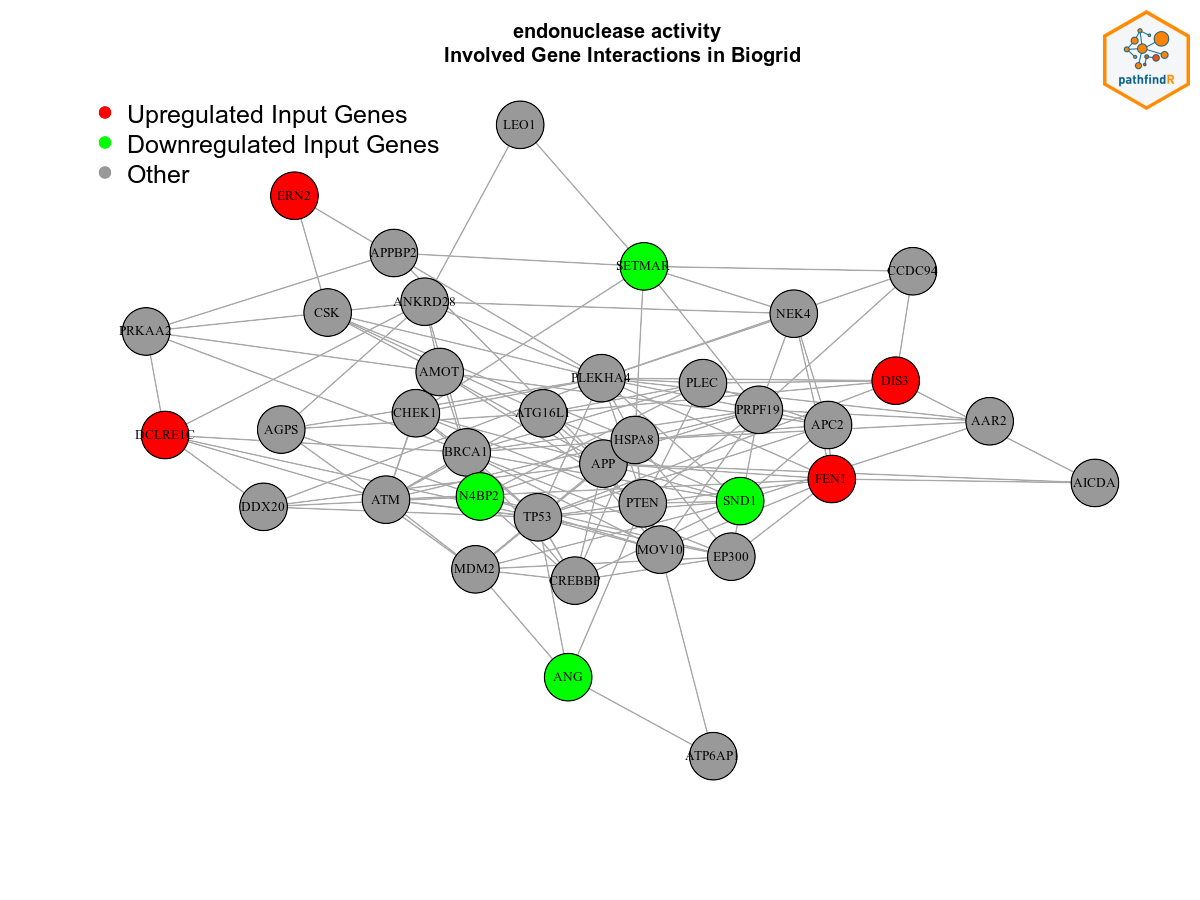 endonuclease activity
Involved Gene Interactions in Biogrid
pathfindR
Upregulated Input Genes
Downregulated Input Genes
Other
LEO1
ERN2
APPBP2
SETMAR
CCDC94
ANKRD28
CSK
NEK4
PRKAA2
AMOT
PLEKHA4
PLEC
DIS3
CHEK1
ATG16L1
PRPF19
AAR2
APC2
DCLRE1C
AGPS
HSPA8
BRCA1
APP
FEN1
AICDA
DDX20
ATM
N4BP2
PTEN
SND1
TP53
MOV10
EP300
MDM2
CREBBP
ANG
ATP6AP1